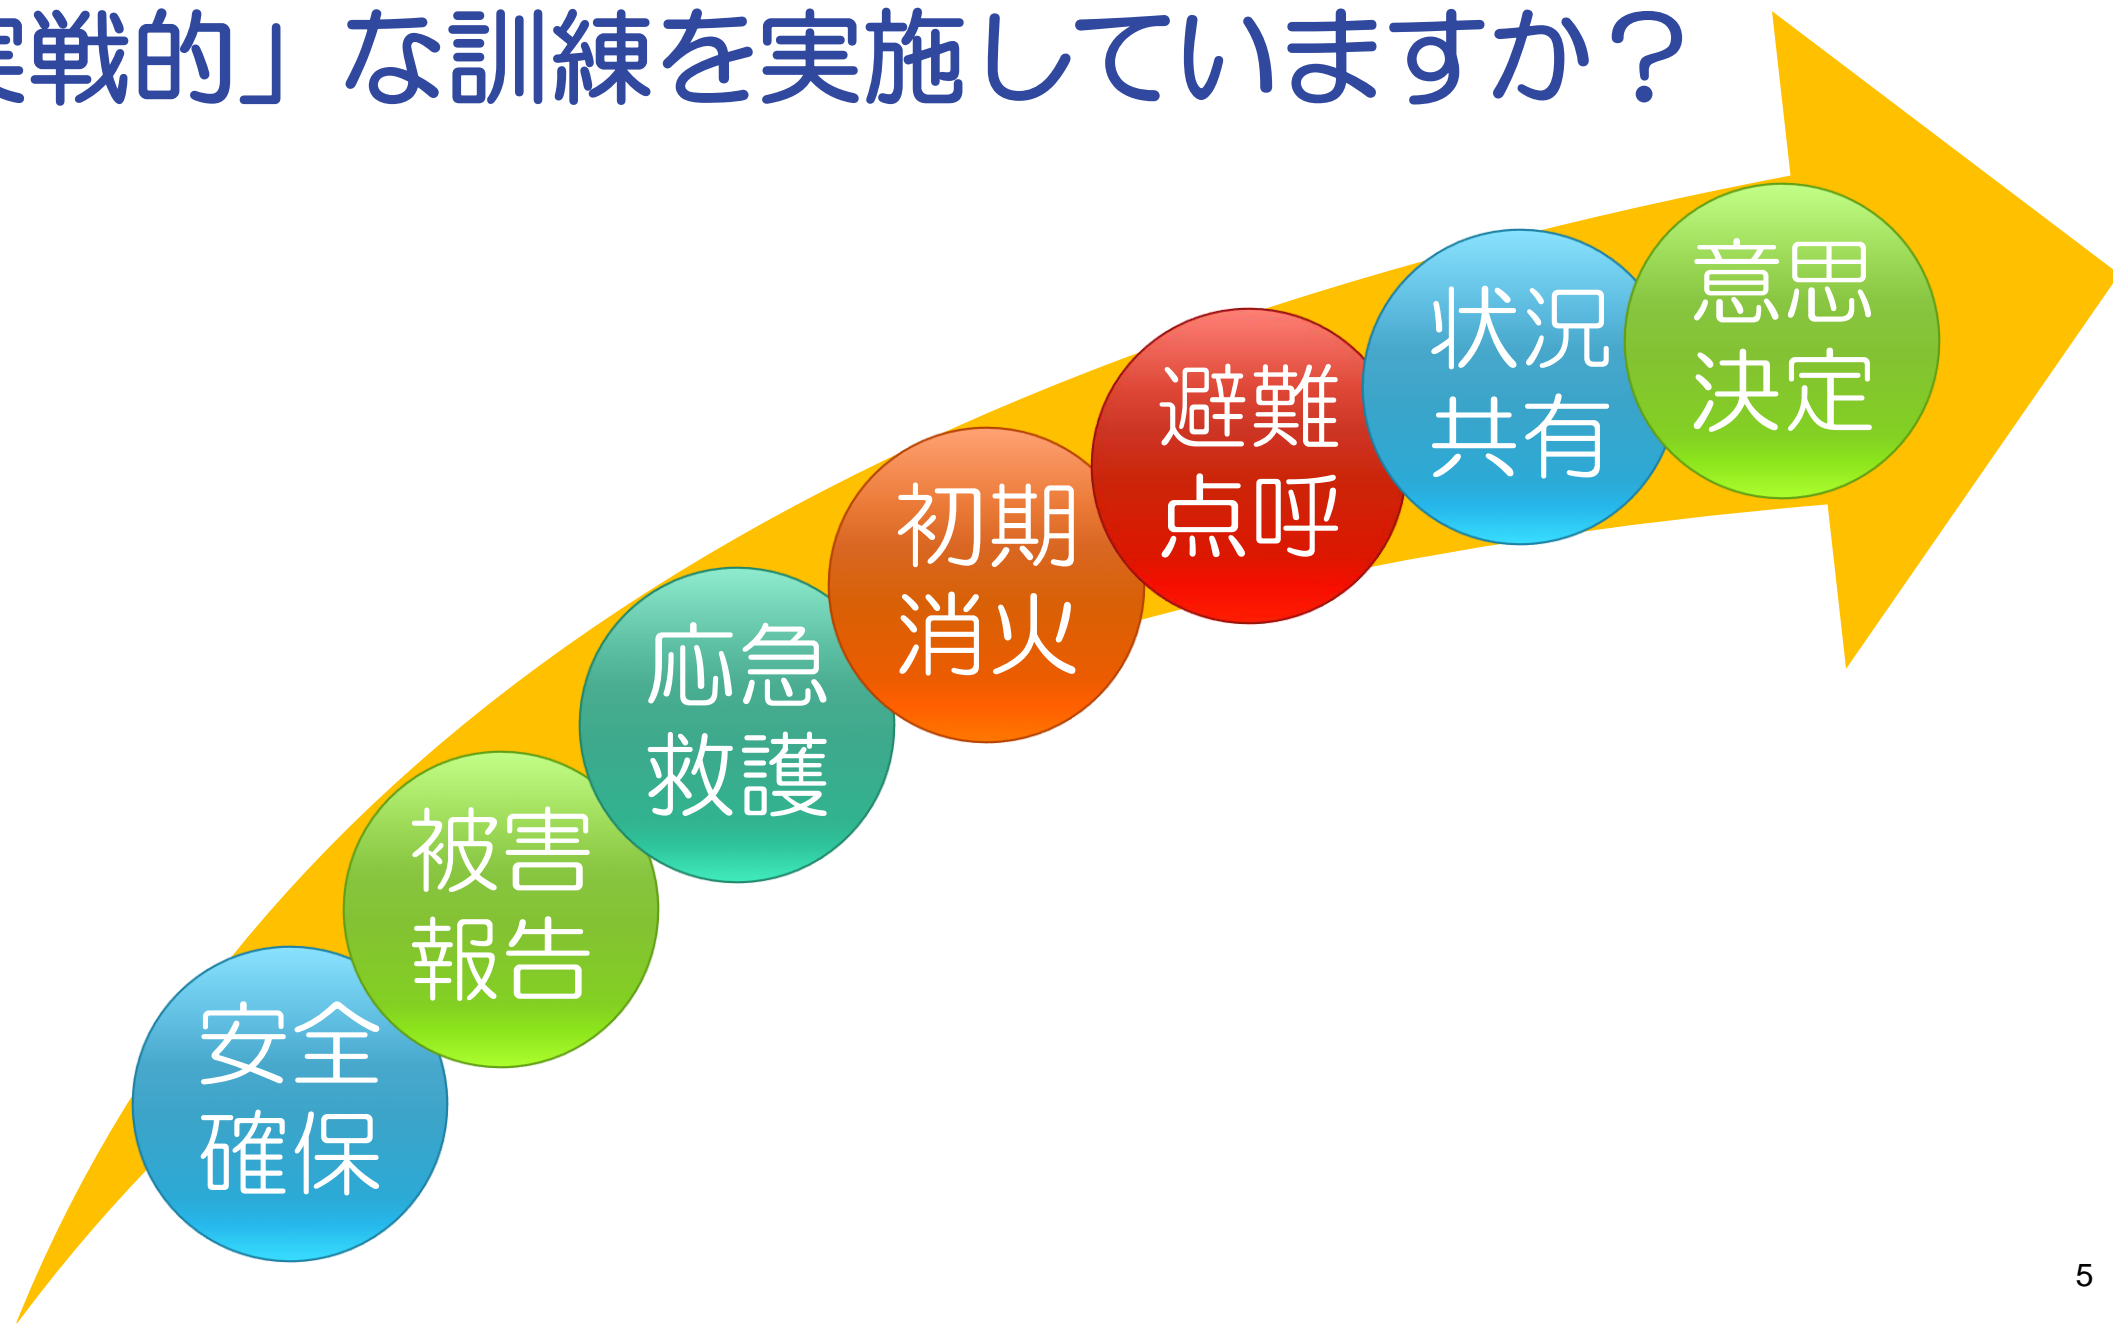 実戦的」な訓練を実施していますか？
安全
確保
被害
報告
応急
救護
初期
消火
避難
点呼
状況
共有
意思
決定
5